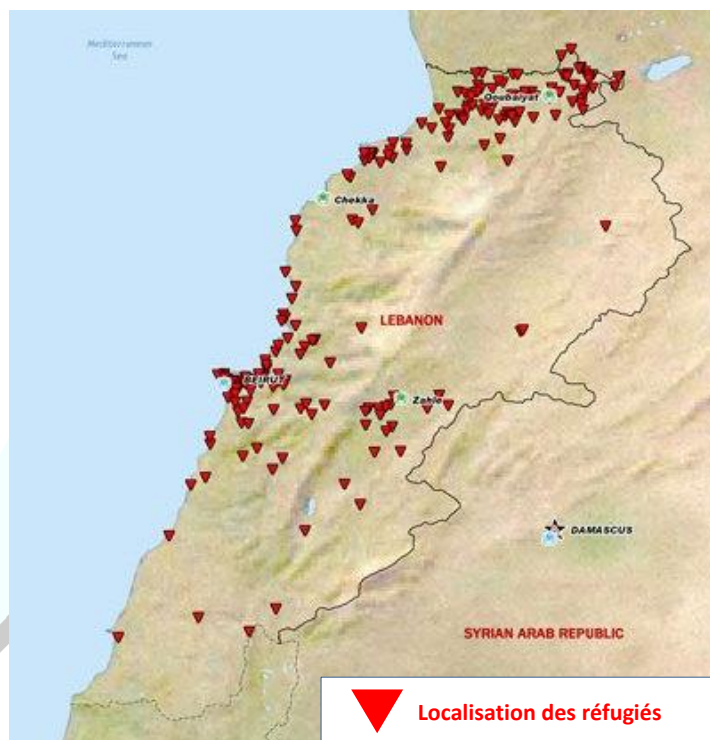 Mediterranean
Sea
Qoubaiyat
Chekka
LEBANON
BEIRUT
Zahle
DAMASCUS
SYRIAN ARAB REPUBLIC
Localisation des réfugiés